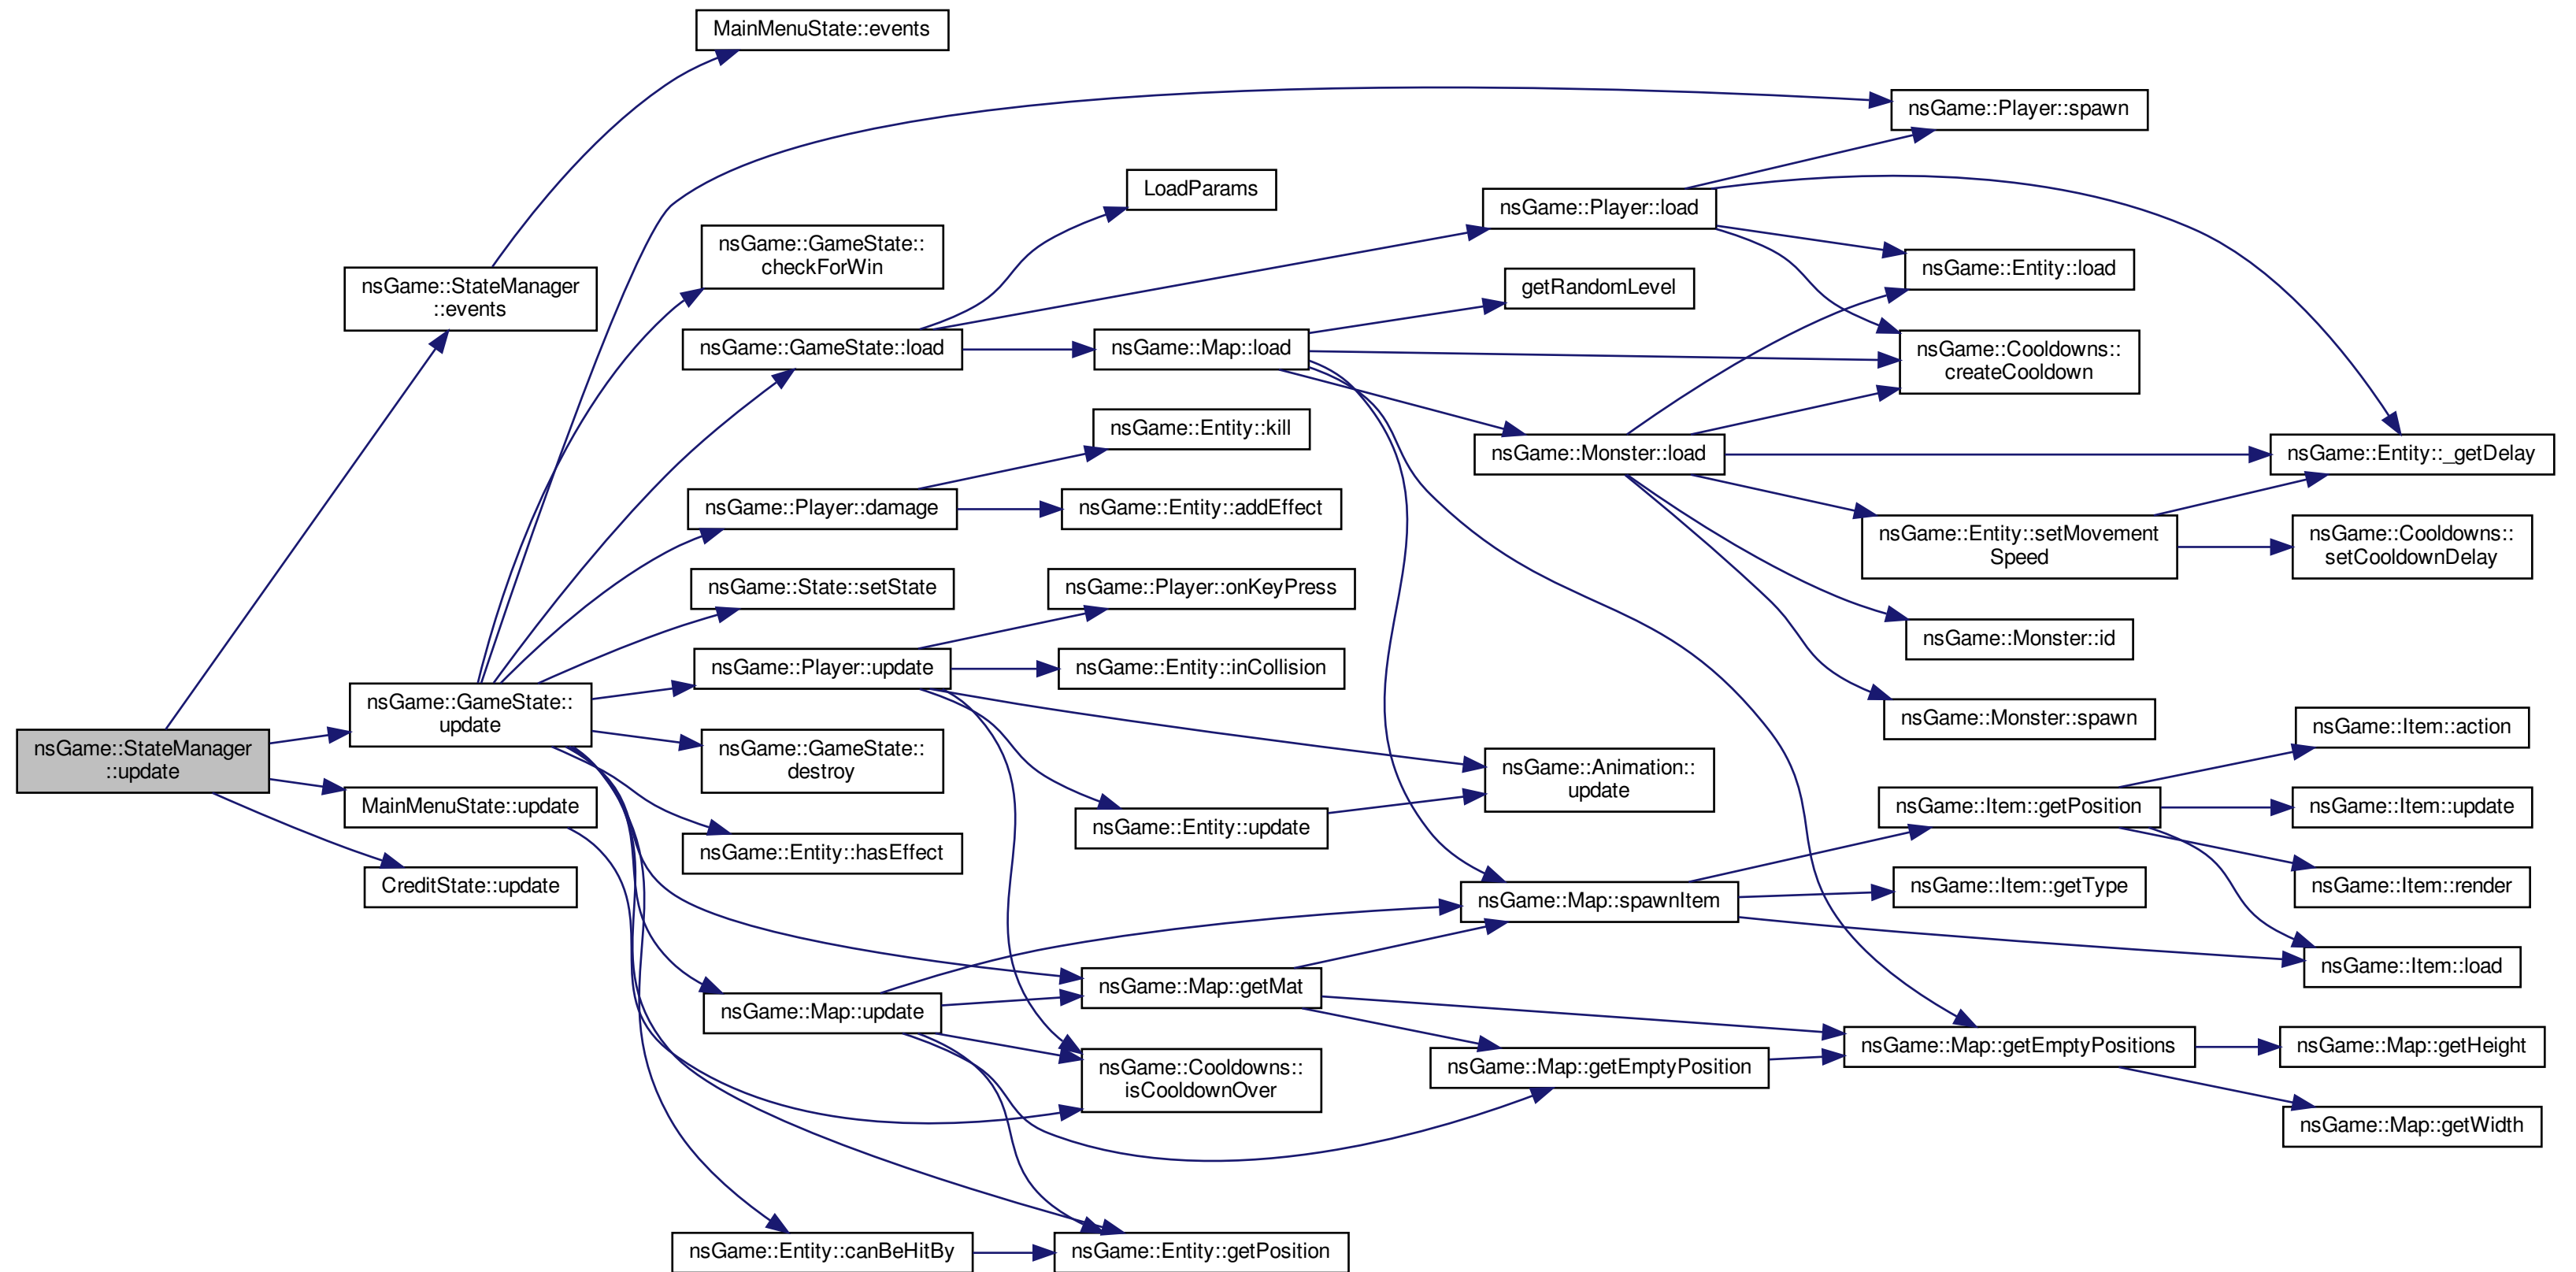 MainMenuState::events
nsGame::Player::spawn
LoadParams
nsGame::Player::load
nsGame::GameState::
checkForWin
nsGame::Entity::load
nsGame::StateManager
::events
getRandomLevel
nsGame::GameState::load
nsGame::Map::load
nsGame::Cooldowns::
createCooldown
nsGame::Entity::kill
nsGame::Monster::load
nsGame::Entity::_getDelay
nsGame::Player::damage
nsGame::Entity::addEffect
nsGame::Entity::setMovement
Speed
nsGame::Cooldowns::
setCooldownDelay
nsGame::State::setState
nsGame::Player::onKeyPress
nsGame::Monster::id
nsGame::Player::update
nsGame::Entity::inCollision
nsGame::GameState::
update
nsGame::Monster::spawn
nsGame::Item::action
nsGame::StateManager
::update
nsGame::GameState::
destroy
nsGame::Animation::
update
MainMenuState::update
nsGame::Entity::update
nsGame::Item::getPosition
nsGame::Item::update
nsGame::Entity::hasEffect
CreditState::update
nsGame::Map::spawnItem
nsGame::Item::getType
nsGame::Item::render
nsGame::Map::getMat
nsGame::Item::load
nsGame::Map::update
nsGame::Cooldowns::
isCooldownOver
nsGame::Map::getEmptyPosition
nsGame::Map::getEmptyPositions
nsGame::Map::getHeight
nsGame::Map::getWidth
nsGame::Entity::canBeHitBy
nsGame::Entity::getPosition